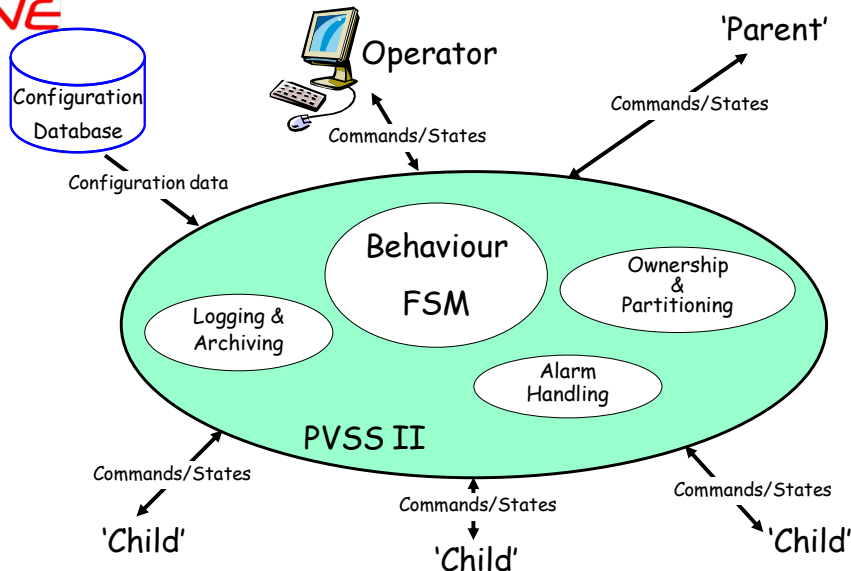 NE
Operator
'Parent'
Configuration
Database
Commands/States
Commands/States
Configuration data
Behaviour
FSM
Ownership
&
Partitioning
Logging &
Archiving
Alarm
Handling
PVSS II
Commands/States
Commands/States
Commands/States
'Child'
'Child'
'Child'